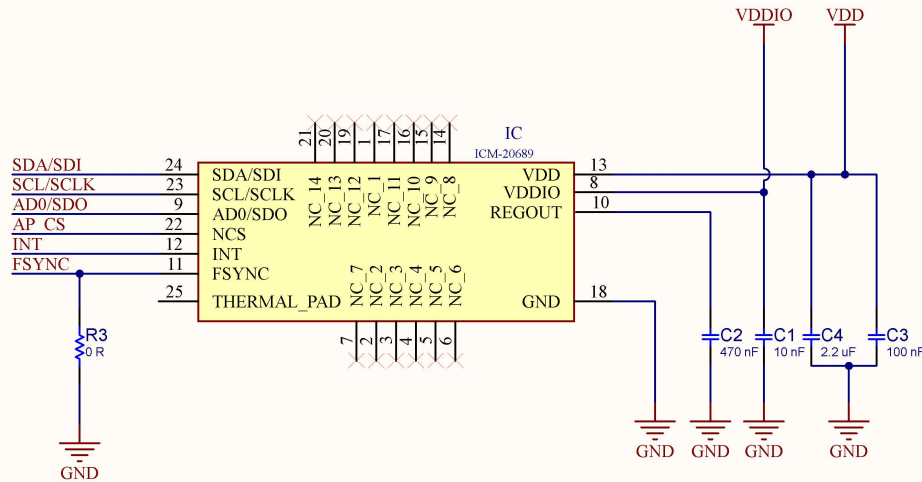 VDDIO
VDD
IC
ICM-20689
21
20
19
1
17
16
15
14
SDA/SDI
SCL/SCLK
AD0/SDO
AP_CS
INT
FSYNC
24
23
9
22
12
11
25
SDA/SDI
SCL/SCLK
AD0/SDO
NCS
INT
FSYNC
THERMAL_PAD
NC_14
NC_13
NC_12
NC_1
NC_11
NC_10
NC_9
NC_8
NC_7
NC_2
NC_3
NC_4
NC_5
NC_6
VDD
VDDIO
REGOUT
GND
13
8
10
18
7
2
3
4
5
6
R3
0 R
C2
470 nF
C1
10 nF
C4
2.2 uF
C3
100 nF
GND
GND
GND
GND
GND